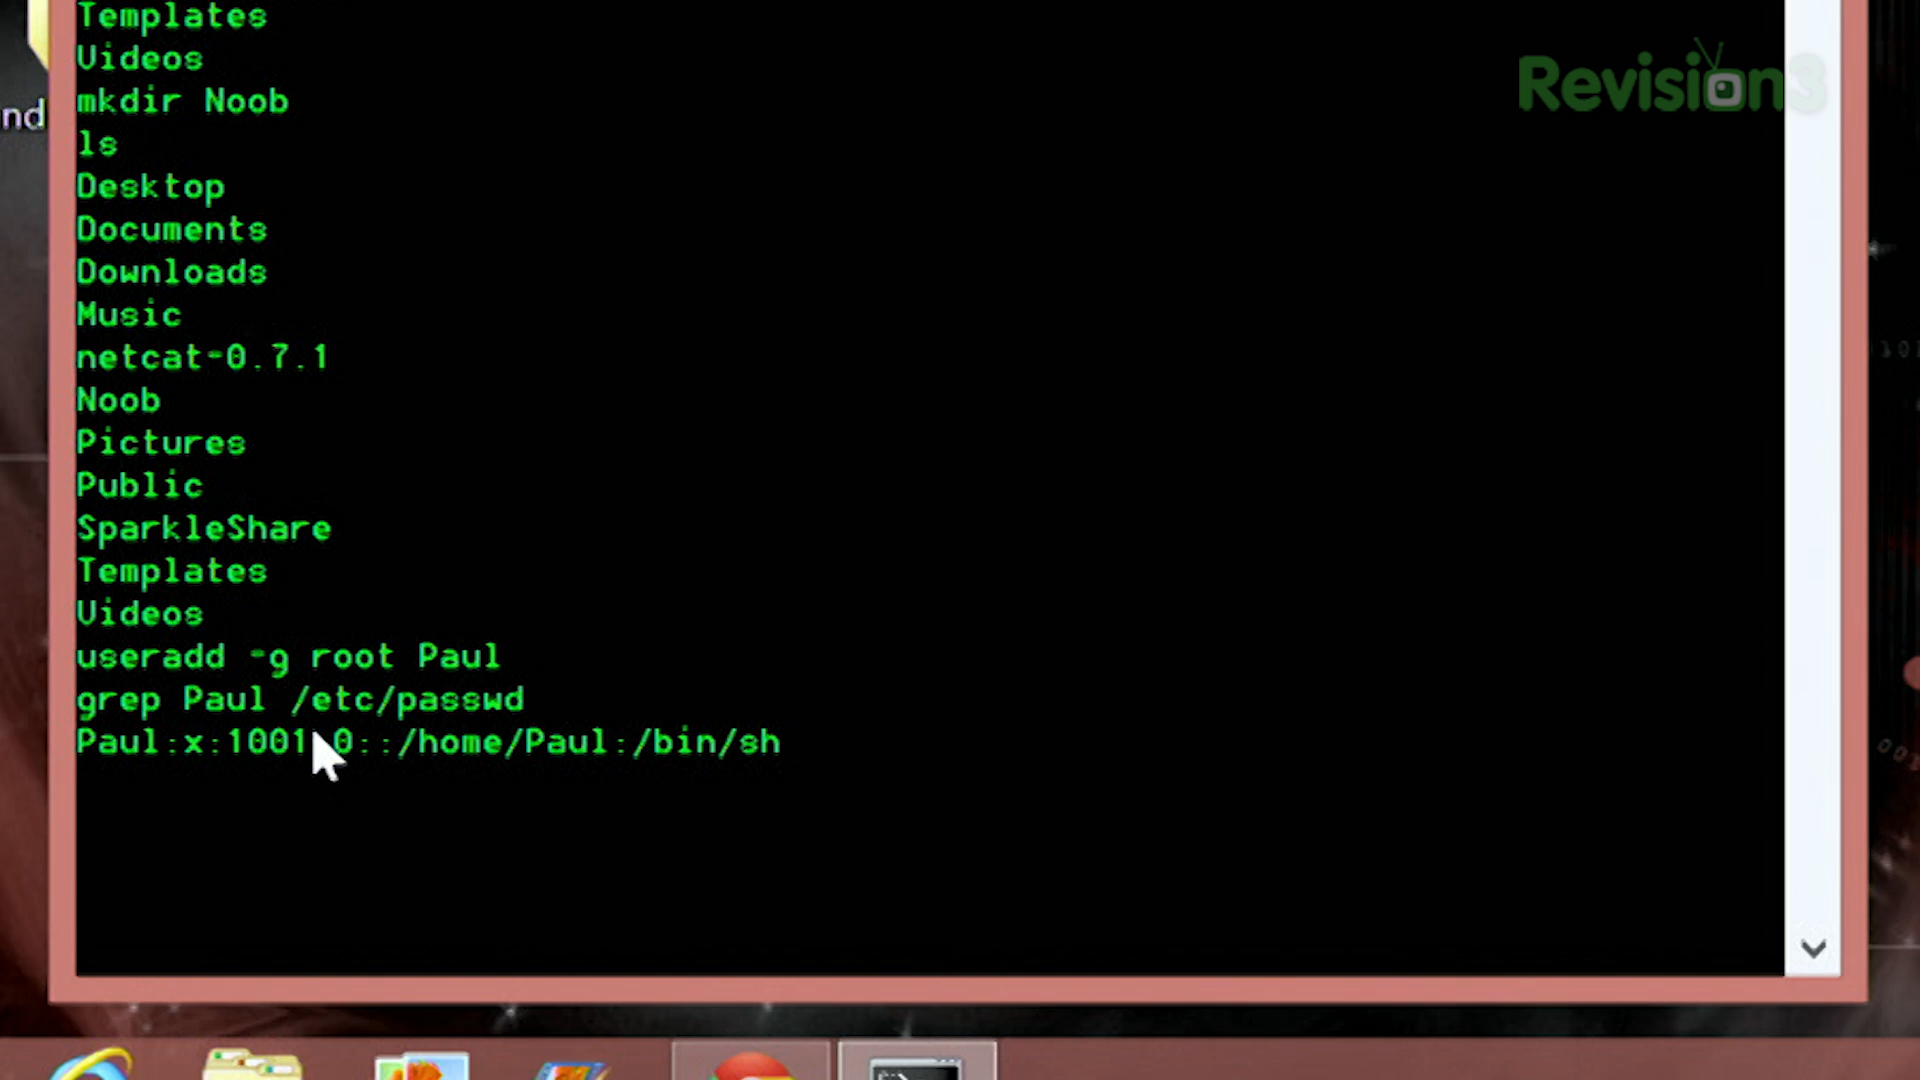 Templates
Videos
mkdir Noob
ls
Desktop
Documents
Downloads
Music
netcat-0.7.1
Noob
Pictures
Public
SparkleShare
Templates
Videos
useradd -g root Paul
grep Paul /etc/passwd
Paul:x:1001:0::/home/Paul:/bin/sh
Revision3
nd